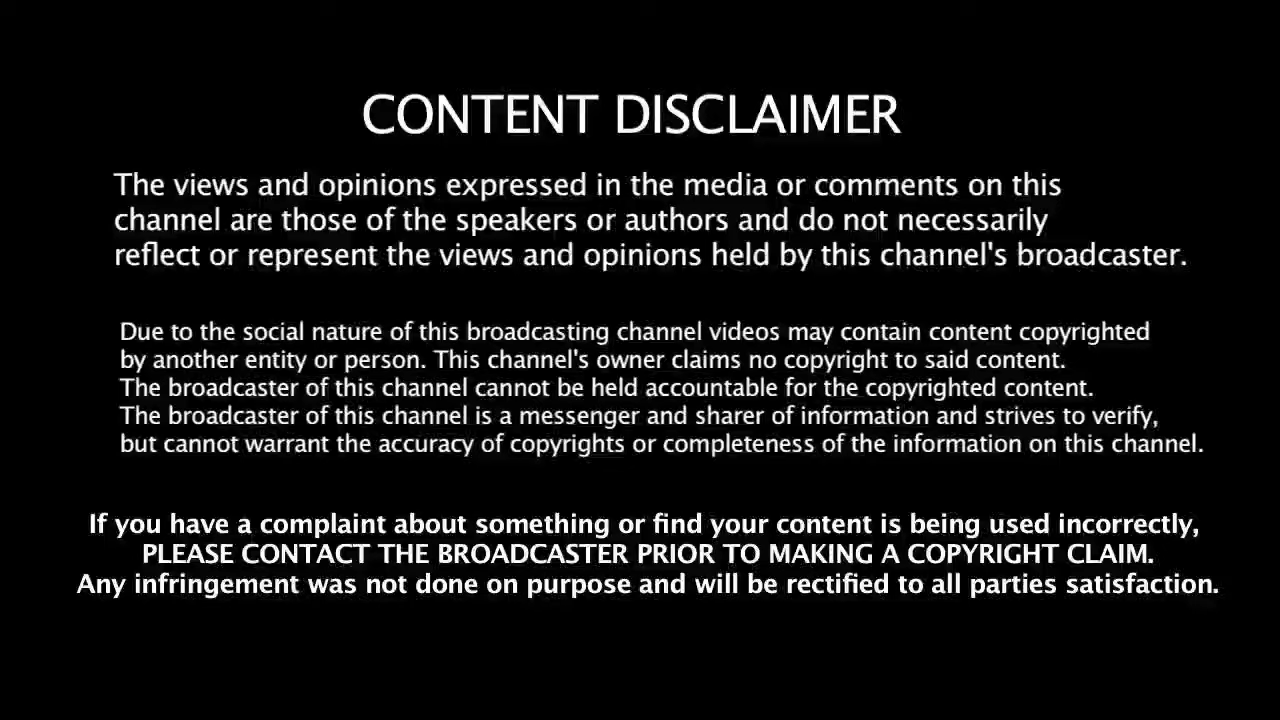 CONTENT DISCLAIMER
The views and opinions expressed in the media or comments on this
channel are those of the speakers or authors and do not necessarily
reflect or represent the views and opinions held by this channel's broadcaster.
Due to the social nature of this broadcasting channel videos may contain content copyrighted
by another entity or person. This channel's owner claims no copyright to said content.
The broadcaster of this channel cannot be held accountable for the copyrighted content.
The broadcaster of this channel is a messenger and sharer of information and strives to verify,
but cannot warrant the accuracy of copyrights or completeness of the information on this channel.
If you have a complaint about something or find your content is being used incorrectly,
PLEASE CONTACT THE BROADCASTER PRIOR TO MAKING A COPYRIGHT CLAIM.
Any infringement was not done on purpose and will be rectified to all parties satisfaction.